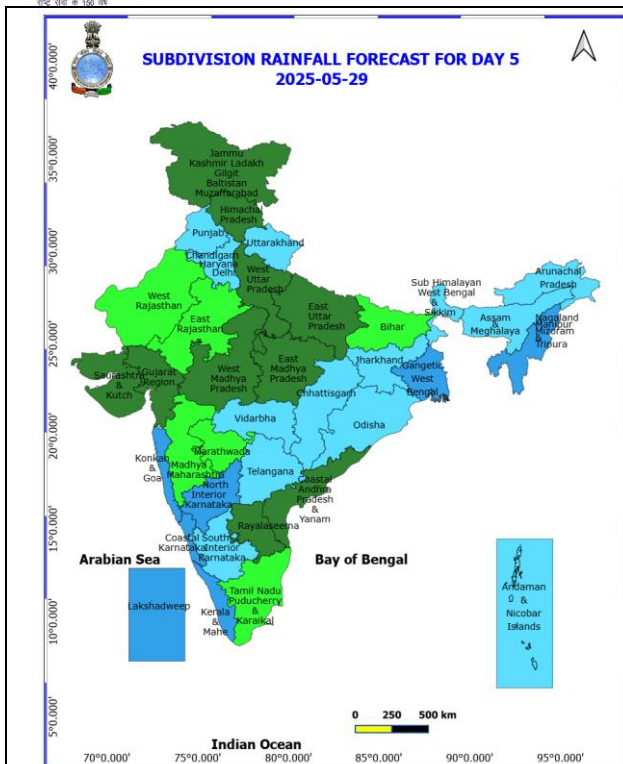 राष्ट्र सेवा के 150 वर्ष
SUBDIVISION RAINFALL FORECAST FOR DAY 5
2025-05-29
40°0.000'
35°0.000'
30°0.000'
25°0.000'
20°0.000'
15°0.000'
10°0.000'
5°0.000'
Jammu
Kashmir Ladakh
Gilgit
Baltistan
Muzaffarabad
Himachal
Pradesh
Punjab
Uttarakhand
Chandigarh
Haryana
Delhi
West
Uttar
Pradesh
East
Uttar
Pradesh
West
Rajasthan
East
Rajasthan
Bihar
Sub Himalayan
West Bengal
&
Sikkim
Arunachal
Pradesh
Assam
&
Meghalaya
Nagaland
Manipur
Mizoram
&
Tripura
Saurashtra
&
Kutch
Gujarat
Region
West
Madhya
Pradesh
East
Madhya
Pradesh
Jharkhand
Gangetic
West
Bengal
Chhattisgarh
Odisha
Vidarbha
Konkan
&
Goa
Madhya
Maharashtra
Marathwada
Telangana
North
Interior
Karnataka
Coastal
Andhra
Pradesh
&
Yanam
Rayalaseema
Coastal
Karnataka
South
Interior
Karnataka
Arabian Sea
Bay of Bengal
Lakshadweep
Kerala
&
Mahe
Tamil Nadu
Puducherry
&
Karaikal
Andaman
&
Nicobar
Islands
0 250 500 km
Indian Ocean
70°0.000' 75°0.000' 80°0.000' 85°0.000' 90°0.000' 95°0.000'